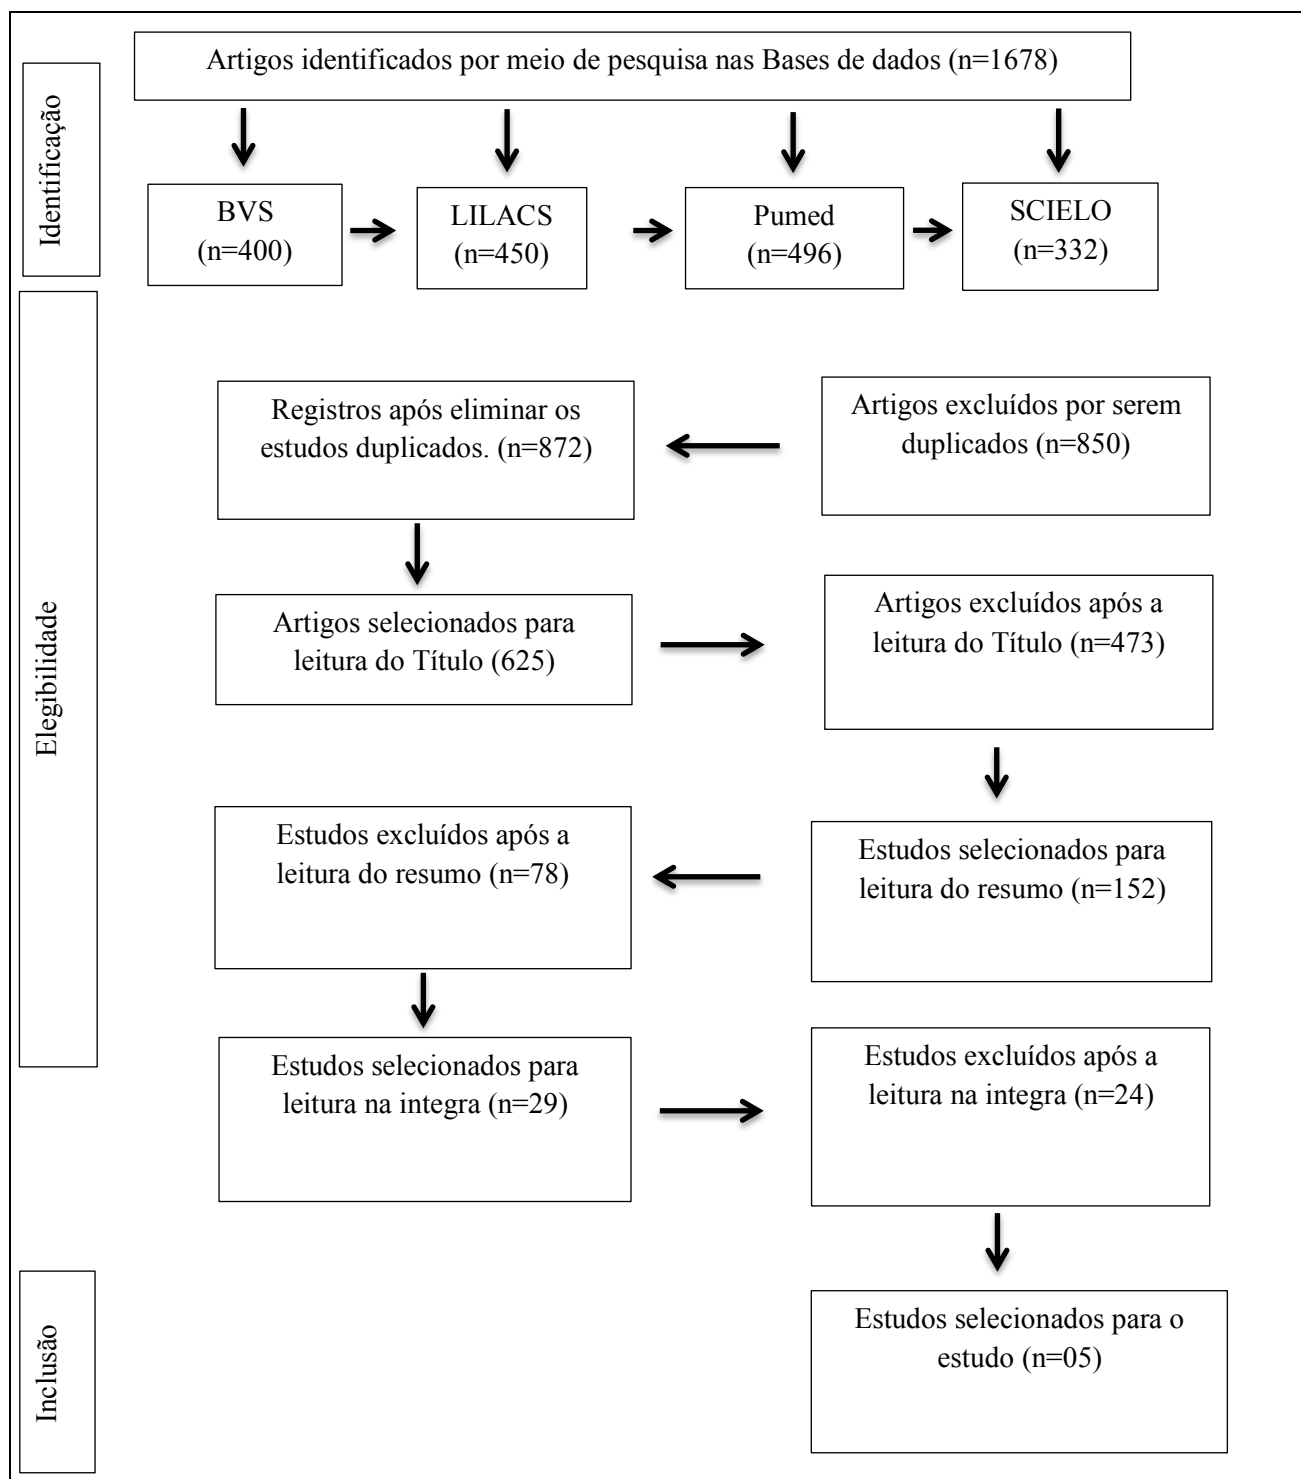 Artigos identificados por meio de pesquisa nas Bases de dados (n=1678)
Identificação
BVS
(n=400)
LILACS
(n=450)
Pumed
(n=496)
SCIELO
(n=332)
Elegibilidade
Registros após eliminar os
estudos duplicados. (n=872)
Artigos excluídos por serem
duplicados (n=850)
Artigos selecionados para
leitura do Título (625)
Artigos excluídos após a
leitura do Título (n=473)
Estudos excluídos após a
leitura do resumo (n=78)
Estudos selecionados para
leitura do resumo (n=152)
Estudos selecionados para
leitura na integra (n=29)
Estudos excluídos após a
leitura na integra (n=24)
Inclusão
Estudos selecionados para o
estudo (n=05)